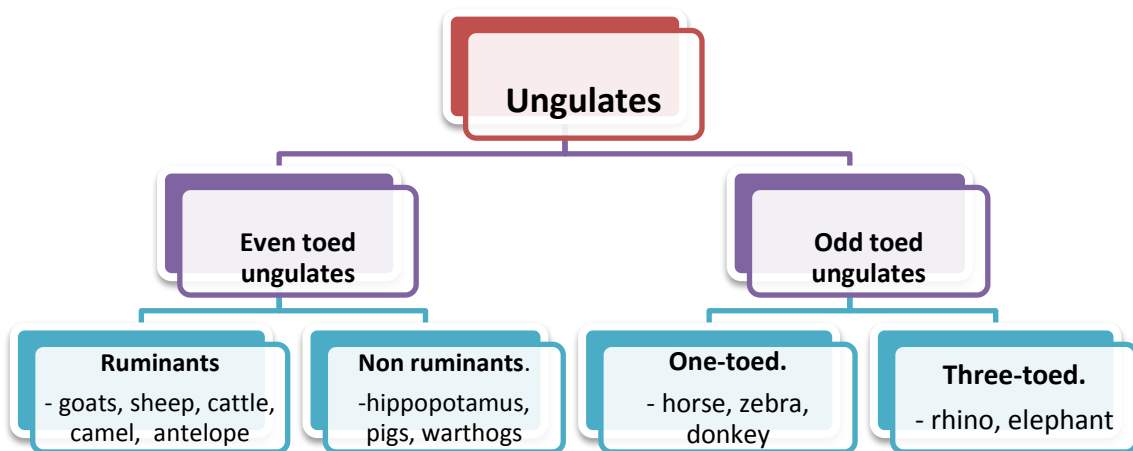 Ungulates
Even toed
ungulates
Odd toed
ungulates
Ruminants
- goats, sheep, cattle,
camel, antelope
Non ruminants.
-hippopotamus,
pigs, warthogs
One-toed.
- horse, zebra,
donkey
Three-toed.
- rhino, elephant